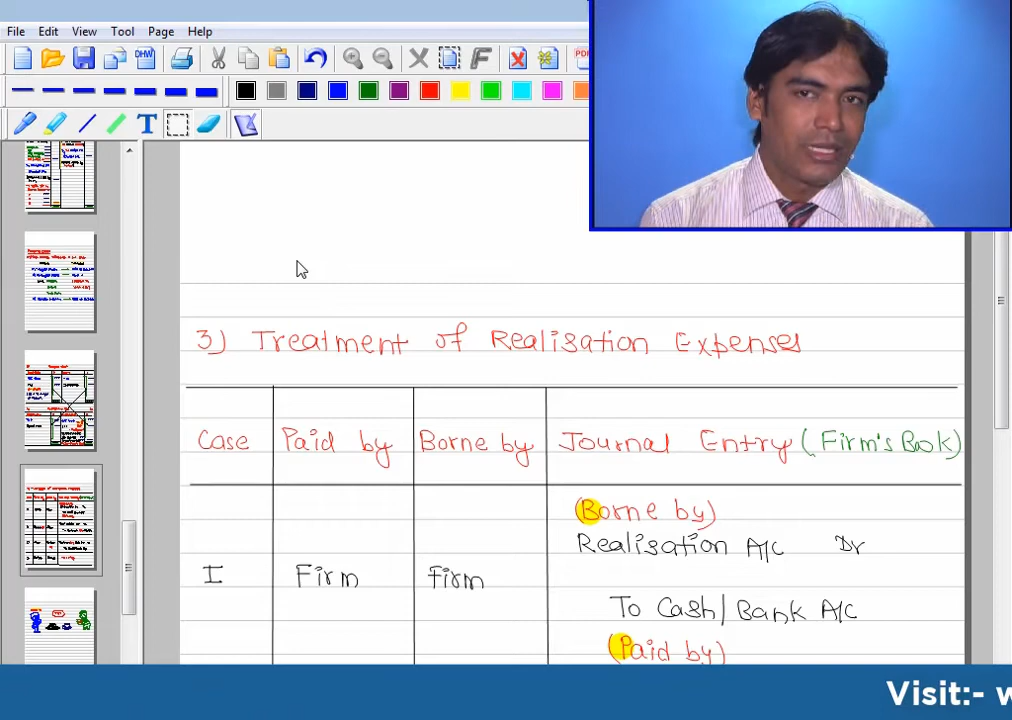 File Edit View Tool Page Help
PDF
3) Treatment of Realisation Expenses
Case Paid by Borne by Journal Entry (Firm's Book)
(Borne by)
Realisation A/C Dr
I Firm firm
To Cash/Bank A/C
(Paid by)
Visit:- w